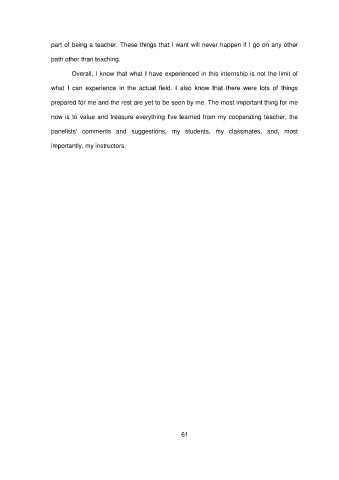 part of being a teacher. These things that I want will never happen if I go on any other
path other than teaching.
Overall, I know that what I have experienced in this internship is not the limit of
what I can experience in the actual field. I also know that there were lots of things
prepared for me and the rest are yet to be seen by me. The most important thing for me
now is to value and treasure everything I've learned from my cooperating teacher, the
panelists' comments and suggestions, my students, my classmates, and, most
importantly, my instructors.
61